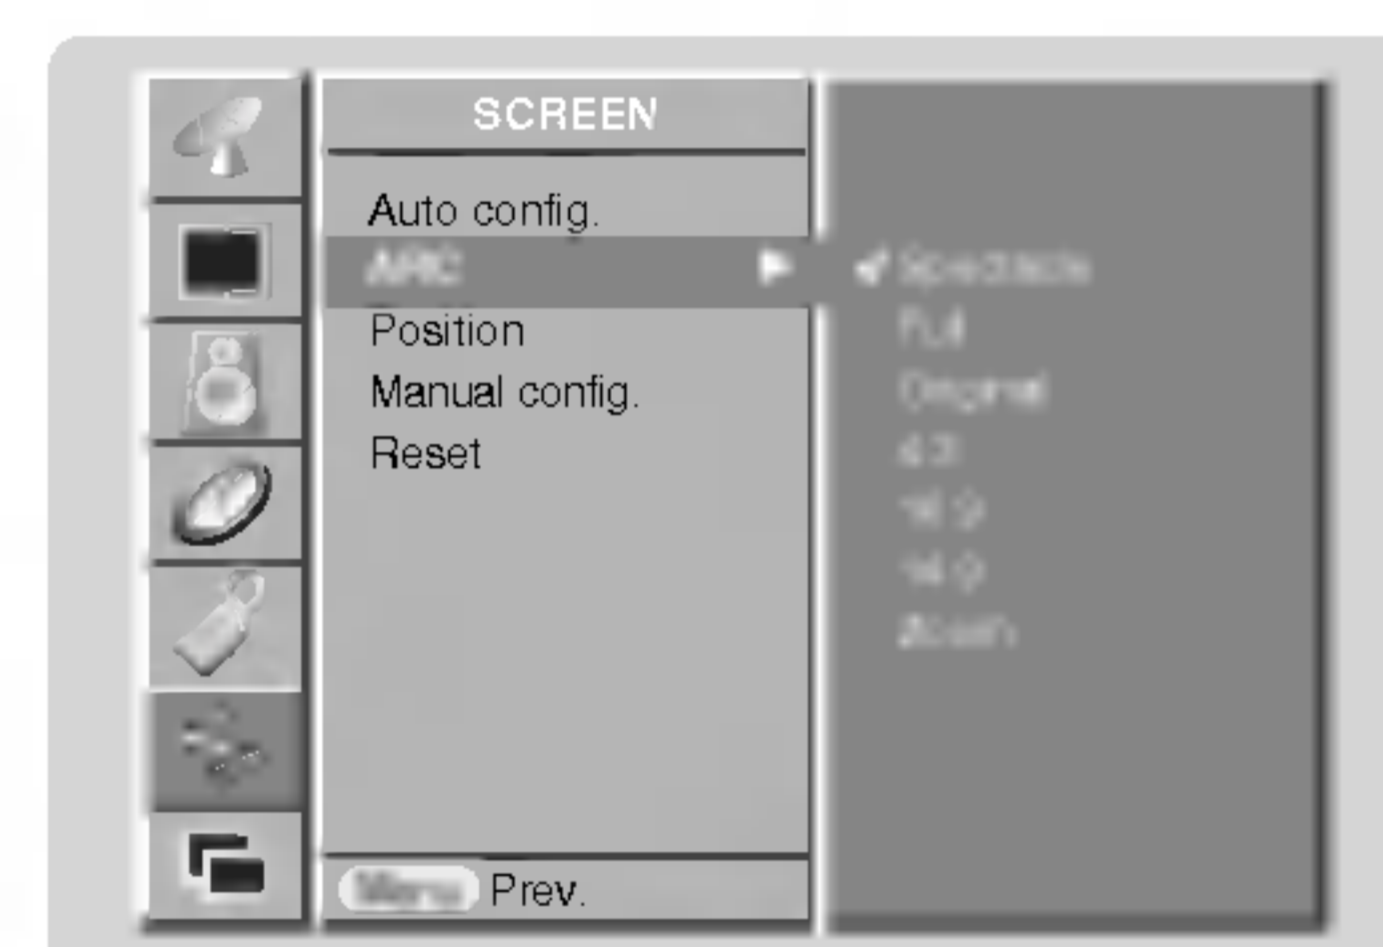 SCREEN
Auto config.
ARC
Position
Manual config.
Reset
Full
Original
4:3
16:9
14:9
Zoom
Menu Prev.